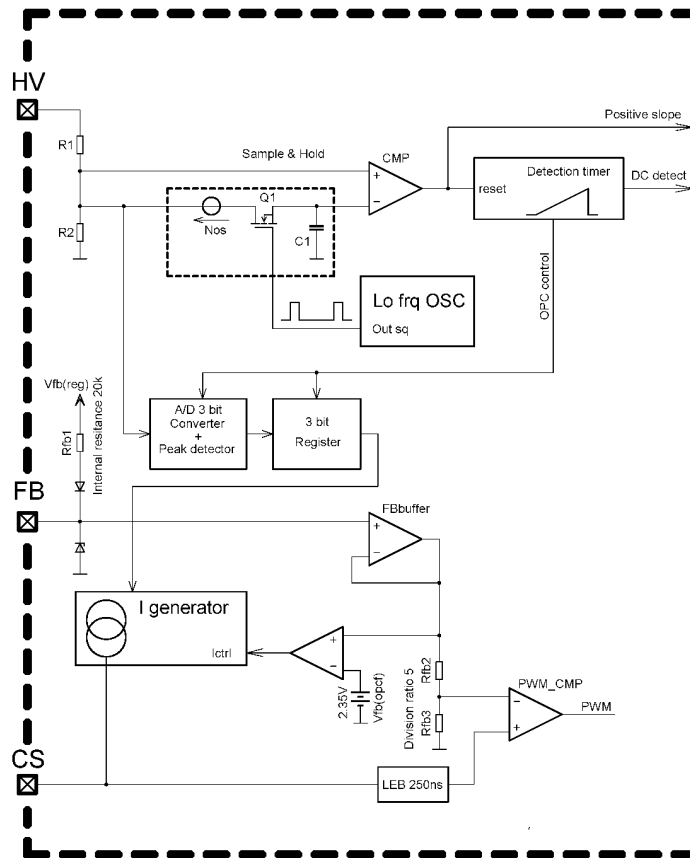 HV
Positive slope
R1
Sample & Hold
CMP
+
−
Detection timer
reset
DC detect
Q1
R2
Nos
C1
OPC control
Lo frq OSC
Out sq
Vfb(reg)
Rfb1
Internal resitance 20k
A/D 3 bit
Converter
+
Peak detector
3 bit
Register
FB
FBbuffer
+
−
I generator
Ictrl
+
−
2.35V
Vfb(opcf)
Division ratio 5
Rfb2
Rfb3
PWM_CMP
−
+
PWM
CS
LEB 250ns